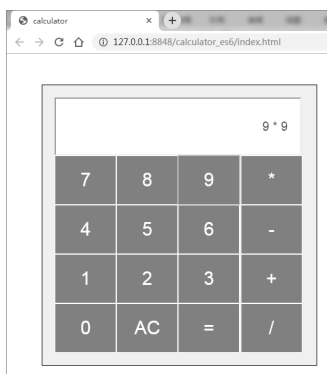 calculator × +
127.0.0.1:8848/calculator_es6/index.html
9 * 9
7 8 9 *
4 5 6 -
1 2 3 +
0 AC = /